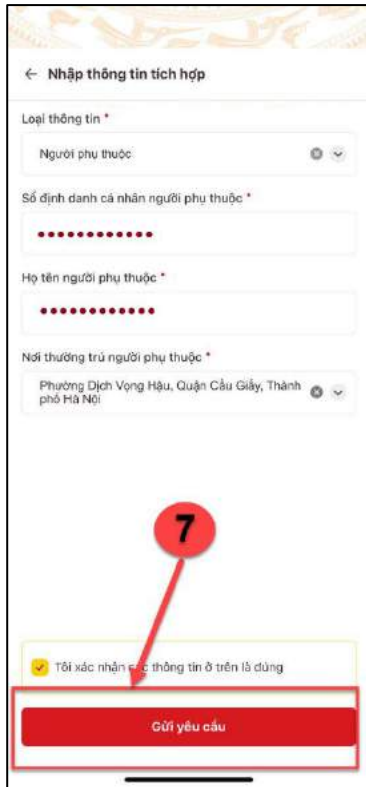 Nhập thông tin tích hợp
Loại thông tin *
Người phụ thuộc
Số định danh cá nhân người phụ thuộc *
Họ tên người phụ thuộc *
Nơi thường trú người phụ thuộc *
Phường Dịch Vọng Hậu, Quận Cầu Giấy, Thành
phố Hà Nội
7
Tôi xác nhận các thông tin ở trên là đúng
Gửi yêu cầu